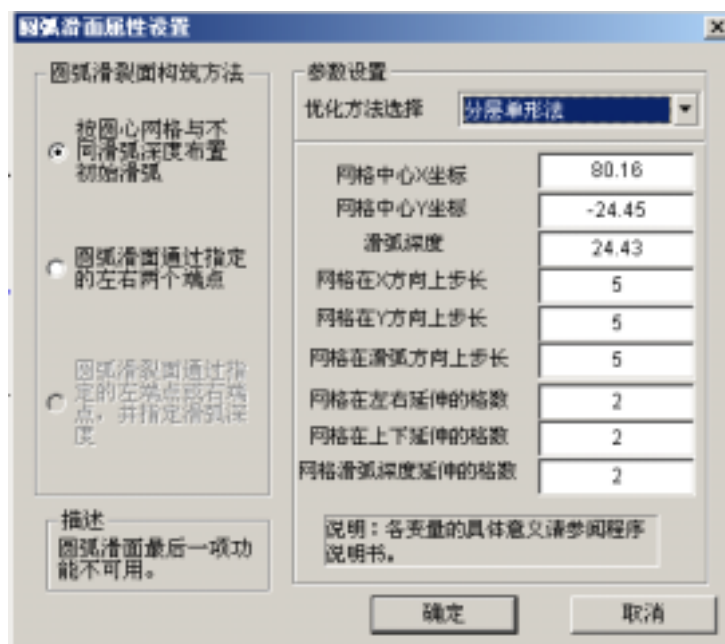 圆弧滑面属性设置
圆弧滑裂面构筑方法
按圆心网格与不
同滑弧深度布置
初始滑弧
圆弧滑面通过指定
的左右两个端点
圆弧滑裂面通过指
定的左端点或右端
点，并指定滑弧深
度
描述
圆弧滑面最后一项功
能不可用。
参数设置
优化方法选择 分层单形法
网格中心X坐标 80.16
网格中心Y坐标 -24.45
滑弧深度 24.43
网格在X方向上步长 5
网格在Y方向上步长 5
网格在滑弧方向上步长 5
网格在左右延伸的格数 2
网格在上下延伸的格数 2
网格滑弧深度延伸的格数 2
说明：各变量的具体意义请参阅程序
说明书。
确定 取消